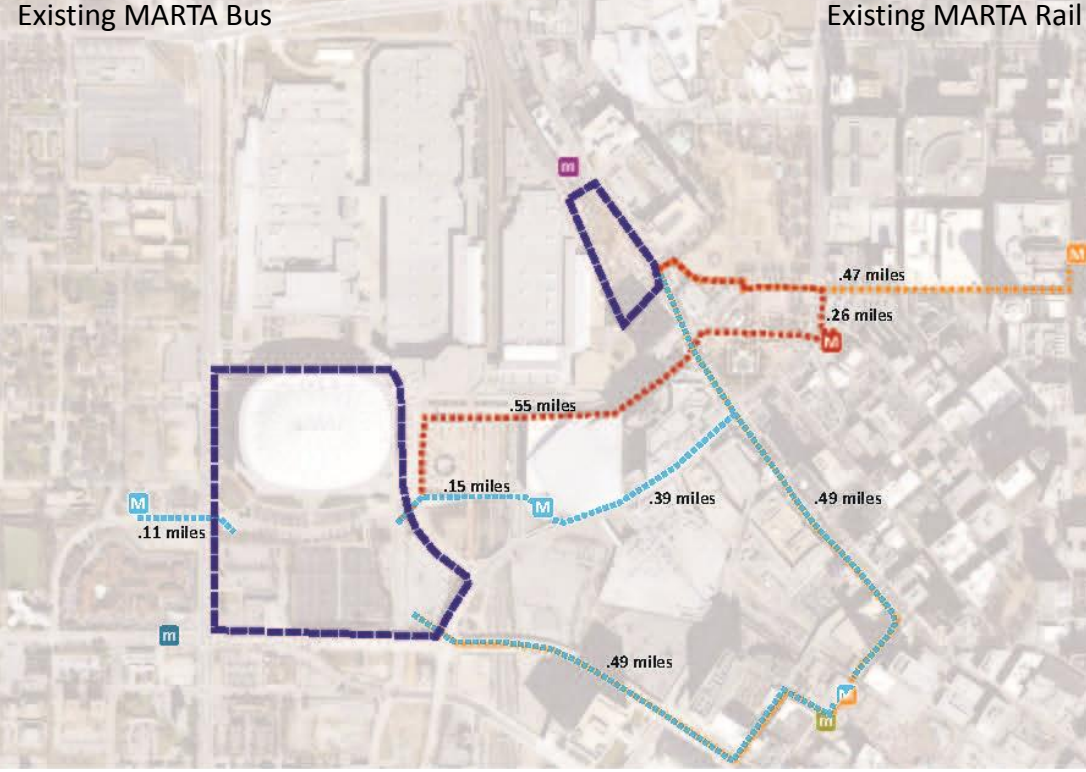 Existing MARTA Bus
Existing MARTA Rail
m
M
.47 miles
.26 miles
M
.55 miles
.15 miles
M
M
.39 miles
.49 miles
.11 miles
m
.49 miles
M
m